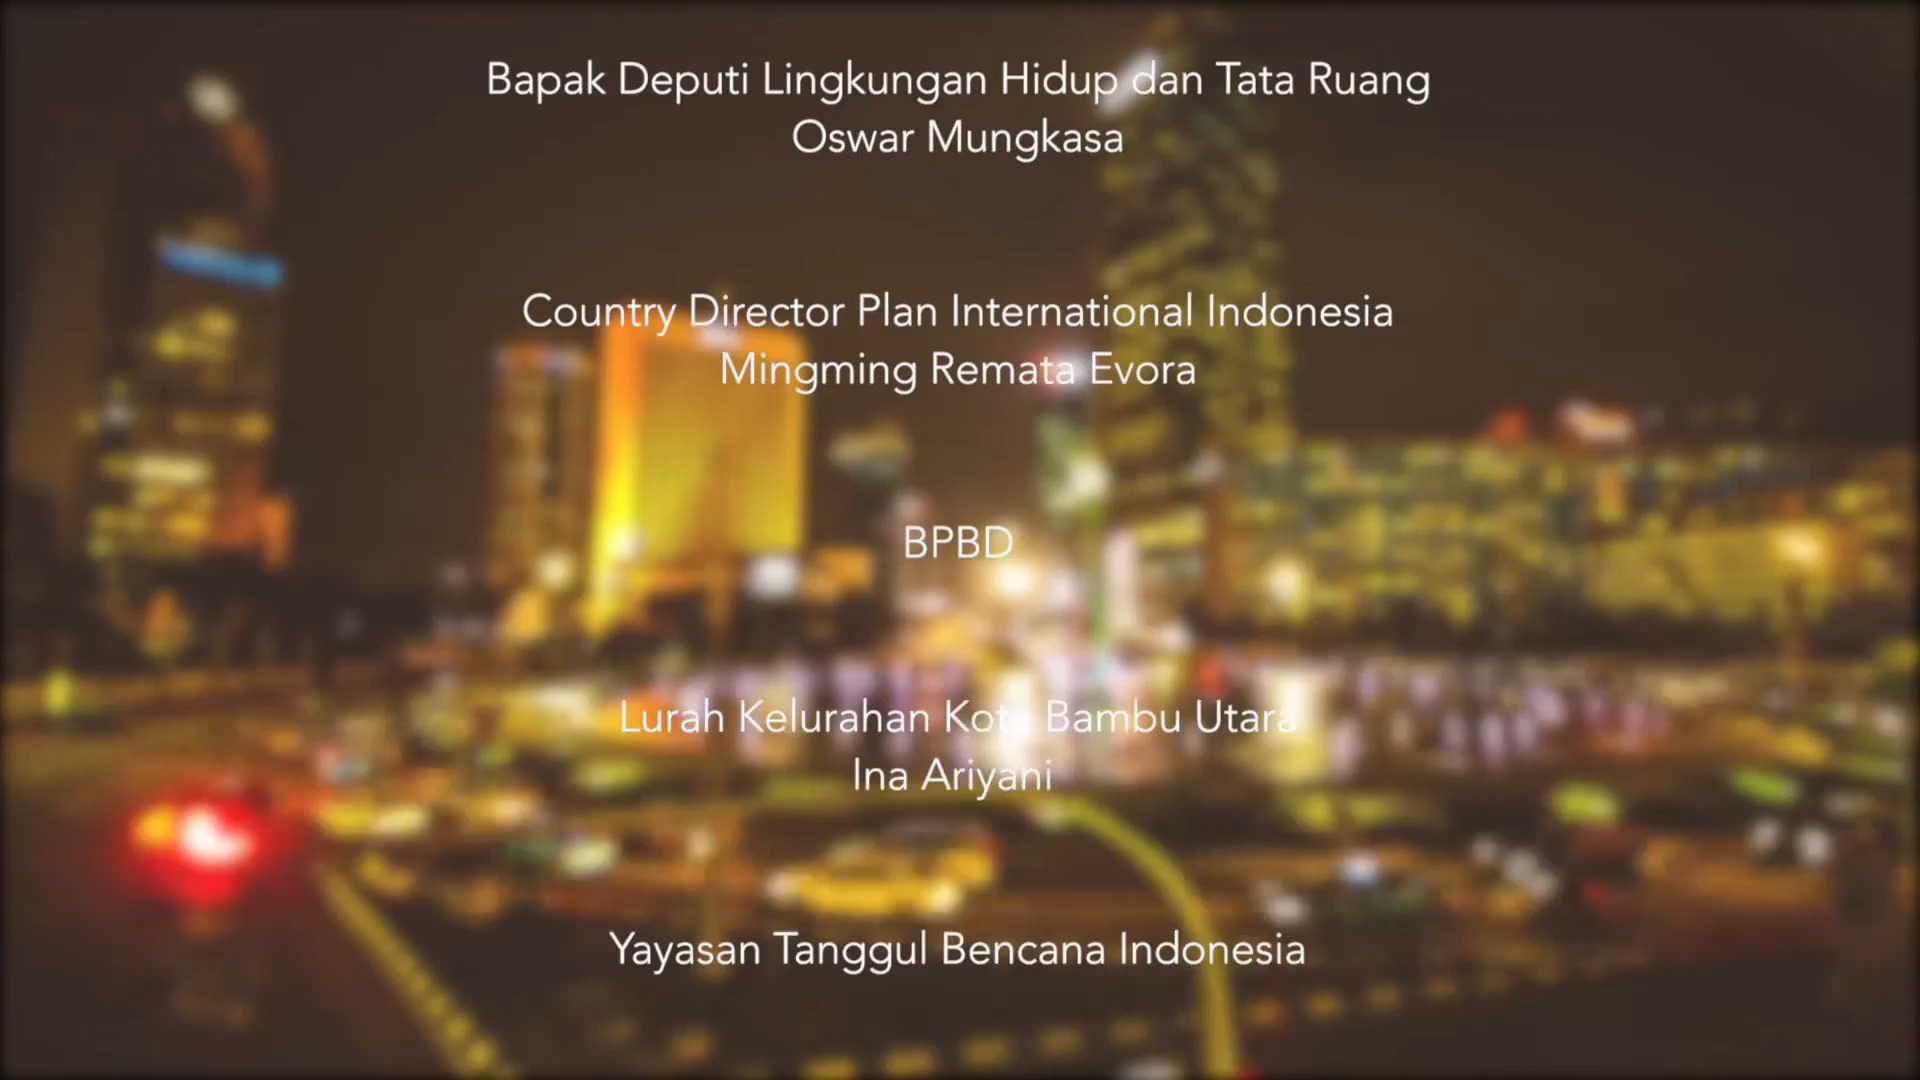 Bapak Deputi Lingkungan Hidup dan Tata Ruang
Oswar Mungkasa
Country Director Plan International Indonesia
Mingming Remata Evora
BPBD
Lurah Kelurahan Kota Bambu Utara
Ina Ariyani
Yayasan Tanggul Bencana Indonesia